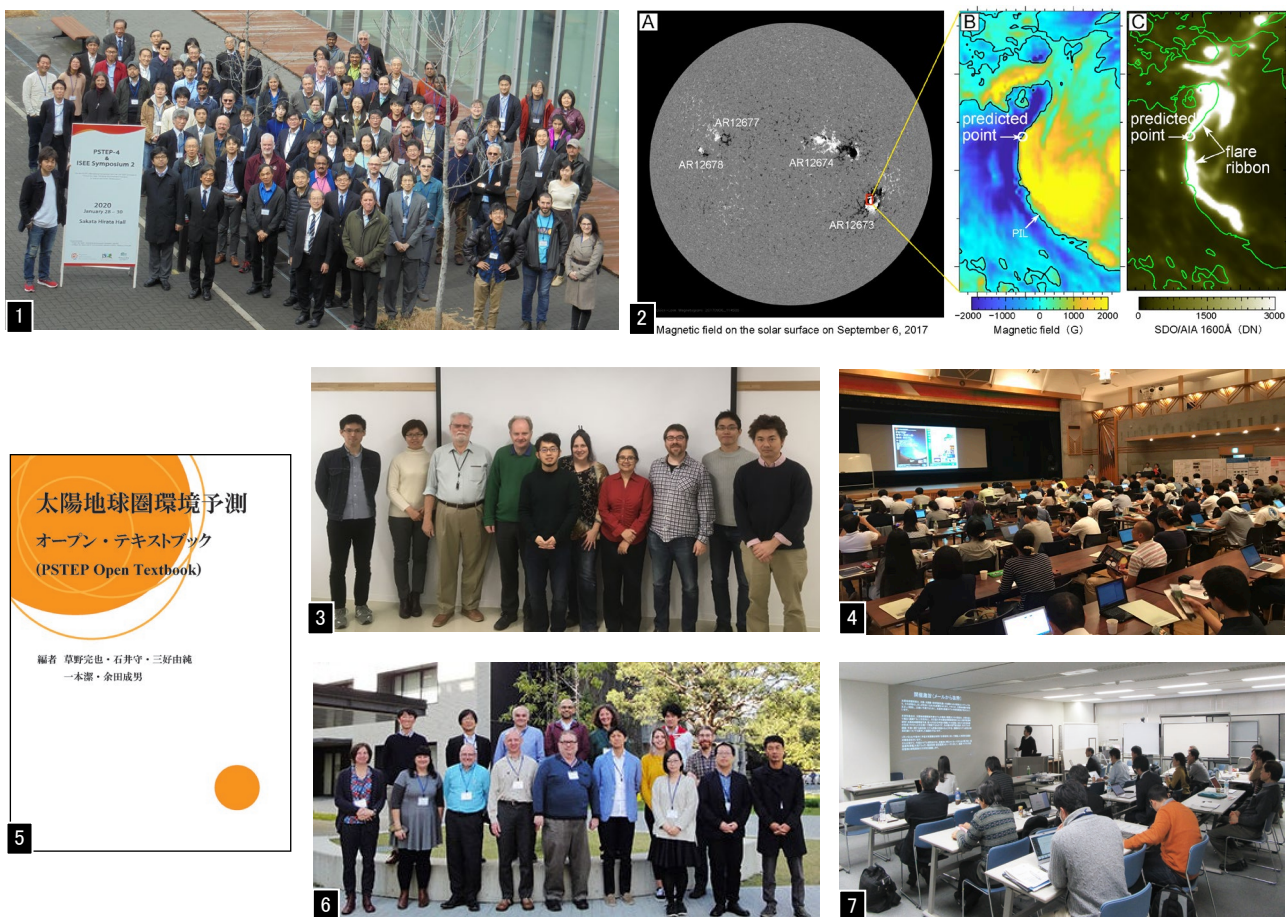 PSTEP-4
&
ISEE Symposium 2
2020
January 28 - 30
Sakata Hirata Hall
ISEE
1
A
AR12677
AR12678
AR12674
AR12673
2
Magnetic field on the solar surface on September 6, 2017
B
predicted
point
PIL
−2000
0
2000
Magnetic field (G)
C
predicted
point
flare
ribbon
0
3000
SDO/AIA 1600Å (DN)
3
4
太陽地球圏環境予測
オープン・テキストブック
(PSTEP Open Textbook)
編者 草野完也・石井守・三好由純
一本潔・余田成男
5
6
7